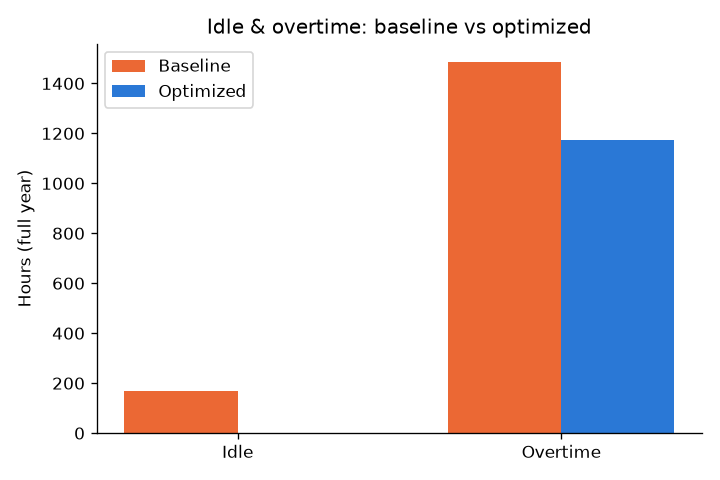 Idle & overtime: baseline vs optimized
Baseline
Optimized
Hours (full year)
1400
1200
1000
800
600
400
200
0
Idle
Overtime